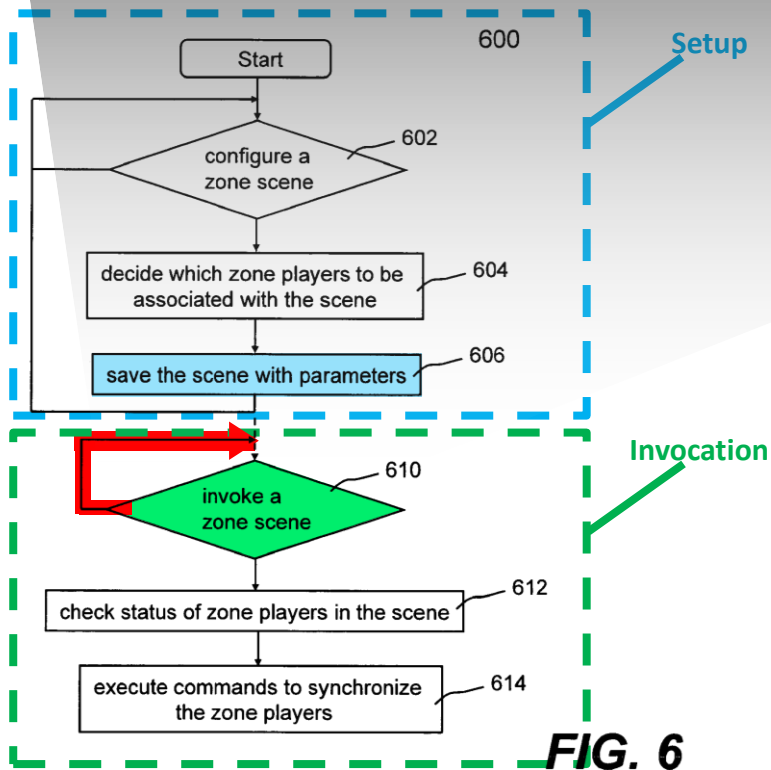 600
Setup
Start
602
configure a
zone scene
604
decide which zone players to be
associated with the scene
606
save the scene with parameters
Invocation
610
invoke a
zone scene
612
check status of zone players in the scene
614
execute commands to synchronize
the zone players
FIG. 6